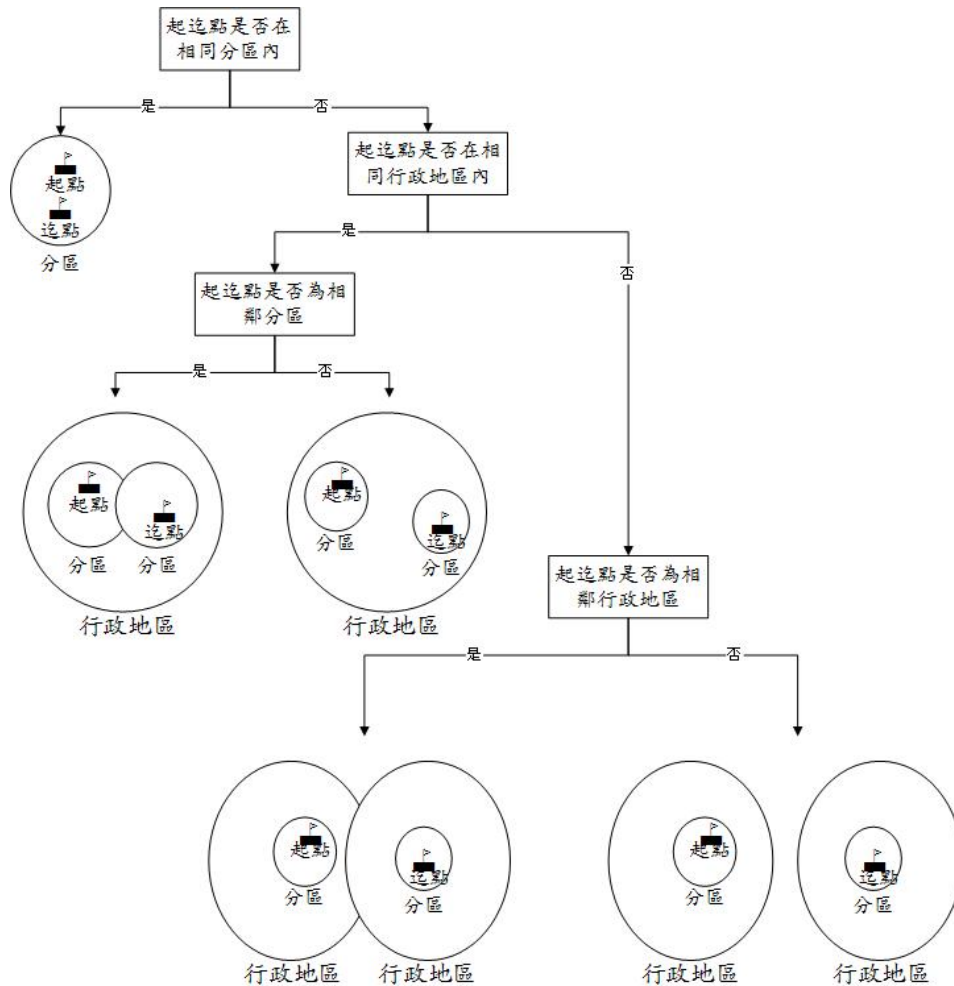 起迄點是否在
相同分區內
是
否
起點
迄點
分區
起迄點是否在相
同行政地區內
是
否
起迄點是否為相
鄰分區
是
否
起點
迄點
分區
分區
行政地區
起點
分區
迄點
分區
行政地區
起迄點是否為相
鄰行政地區
是
否
起點
分區
迄點
分區
行政地區
行政地區
起點
分區
迄點
分區
行政地區
行政地區